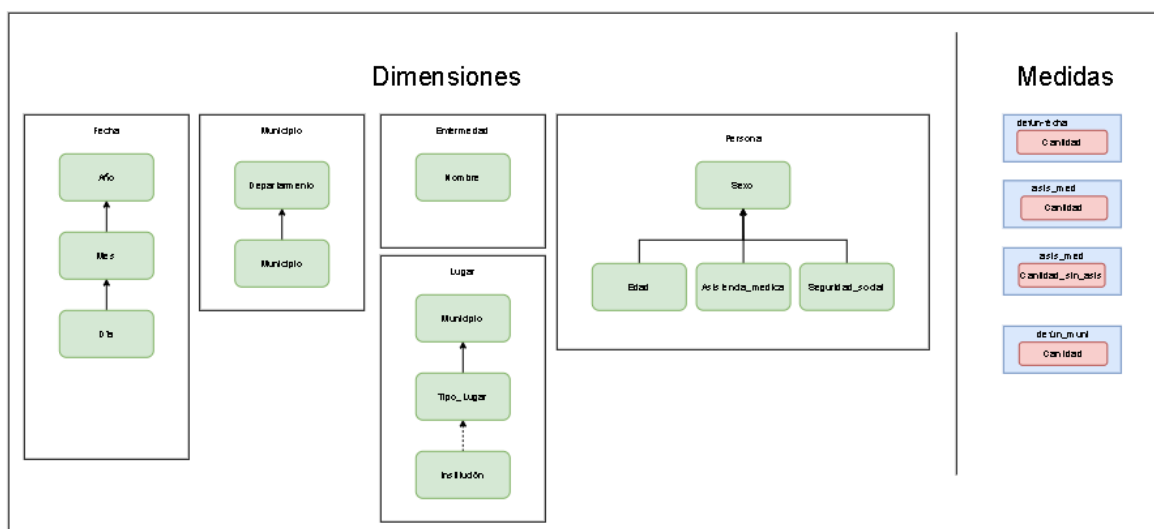 Dimensiones
Medidas
Fecha
Año
Mes
Día
Municipio
Departamento
Municipio
Enfermedad
Nombre
Lugar
Municipio
Tipo_Lugar
Institución
Persona
Sexo
Edad
Asistencia_medica
Seguridad_social
defun-fecha
Cantidad
asis_med
Cantidad
asis_med
Cantidad_sin_asis
defun_muni
Cantidad